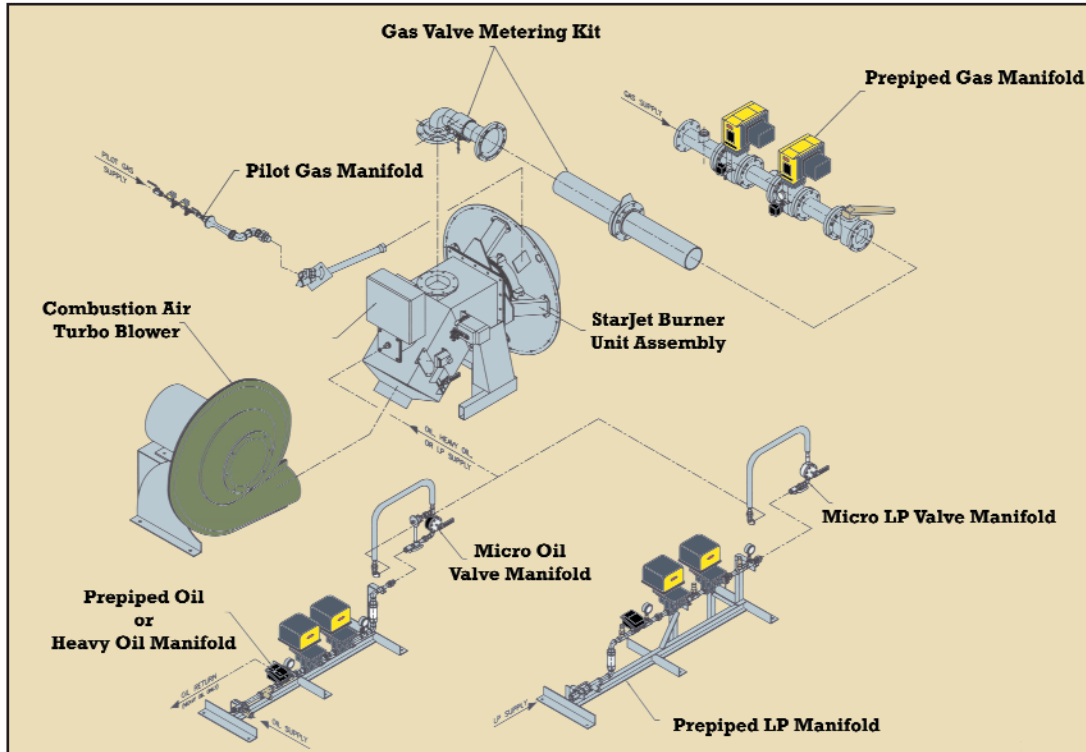 Gas Valve Metering Kit
Prepiped Gas Manifold
GAS SUPPLY
PILOT GAS
SUPPLY
Pilot Gas Manifold
Combustion Air
Turbo Blower
StarJet Burner
Unit Assembly
OIL, HEAVY OIL,
OR LP SUPPLY
Micro LP Valve Manifold
Micro Oil
Valve Manifold
Prepiped Oil
or
Heavy Oil Manifold
OIL RETURN
OIL SUPPLY
LP SUPPLY
Prepiped LP Manifold